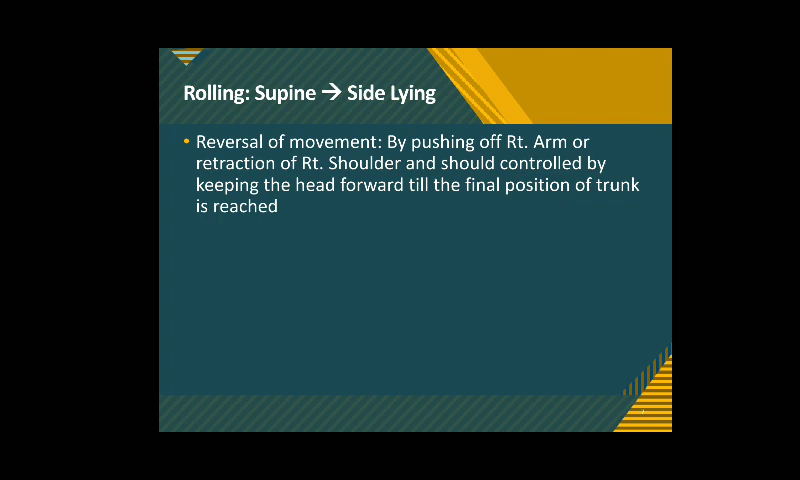 Rolling: Supine → Side Lying
• Reversal of movement: By pushing off Rt. Arm or
retraction of Rt. Shoulder and should controlled by
keeping the head forward till the final position of trunk
is reached